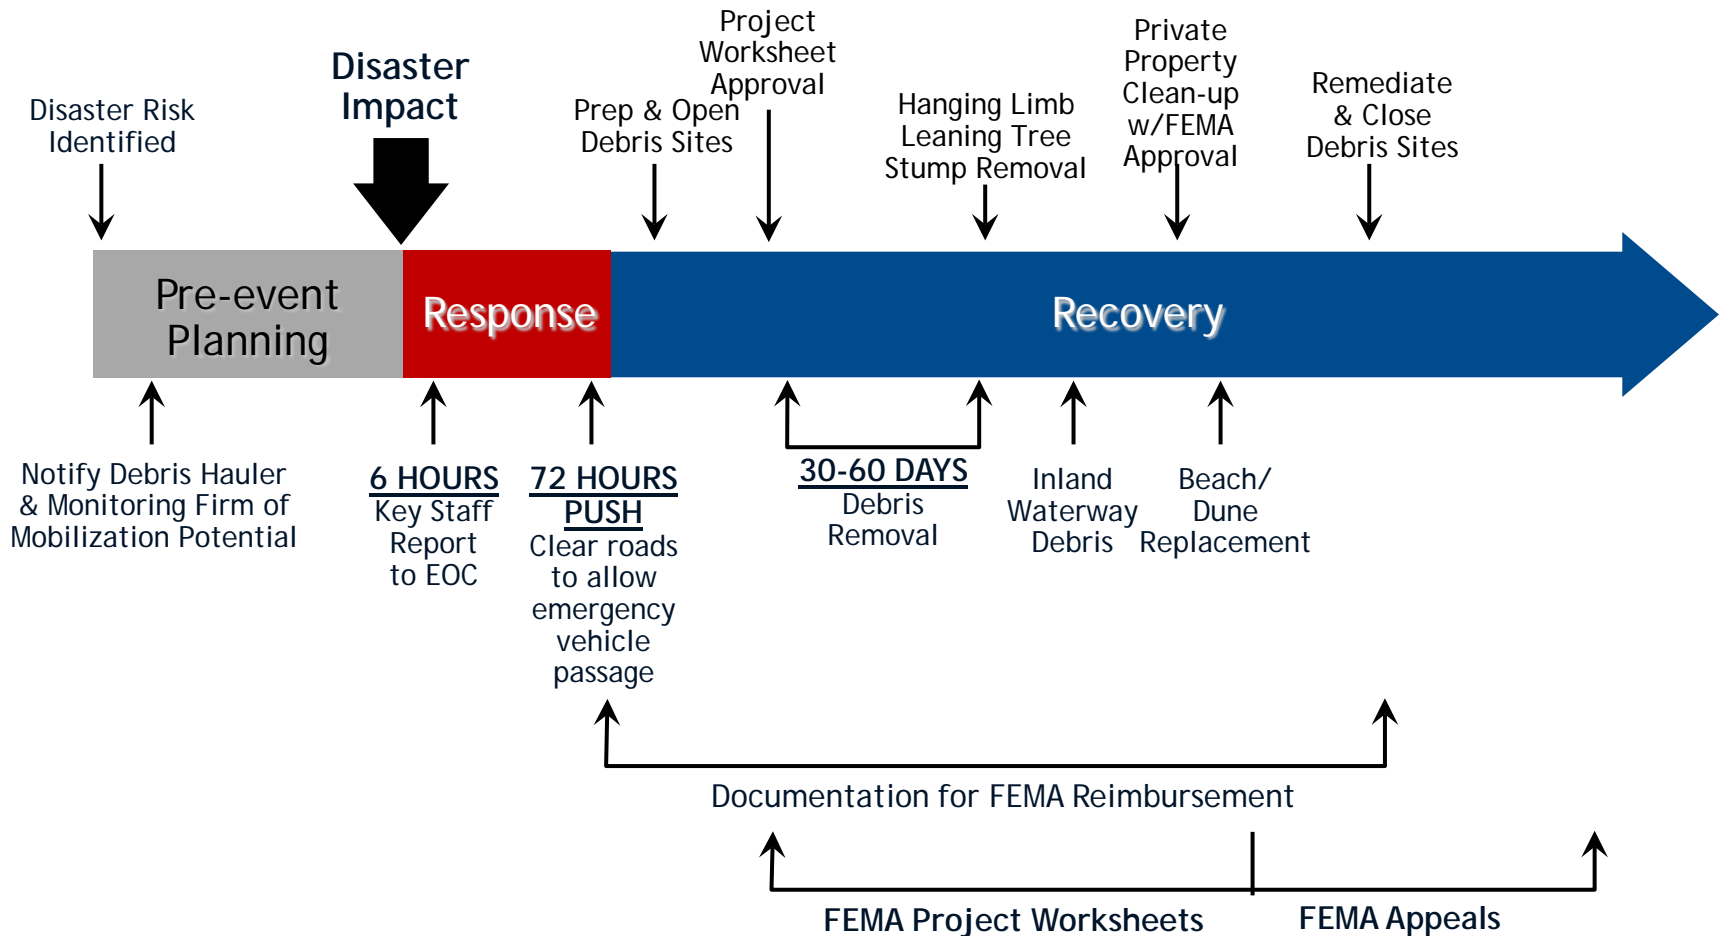 Disaster Risk
Identified
Disaster
Impact
Prep & Open
Debris Sites
Project
Worksheet
Approval
Hanging Limb
Leaning Tree
Stump Removal
Private
Property
Clean-up
w/FEMA
Approval
Remediate
& Close
Debris Sites
Pre-event
Planning
Response
Recovery
Notify Debris Hauler
& Monitoring Firm of
Mobilization Potential
6 HOURS
Key Staff
Report
to EOC
72 HOURS
PUSH
Clear roads
to allow
emergency
vehicle
passage
30-60 DAYS
Debris
Removal
Inland
Waterway
Debris
Beach/
Dune
Replacement
Documentation for FEMA Reimbursement
FEMA Project Worksheets
FEMA Appeals